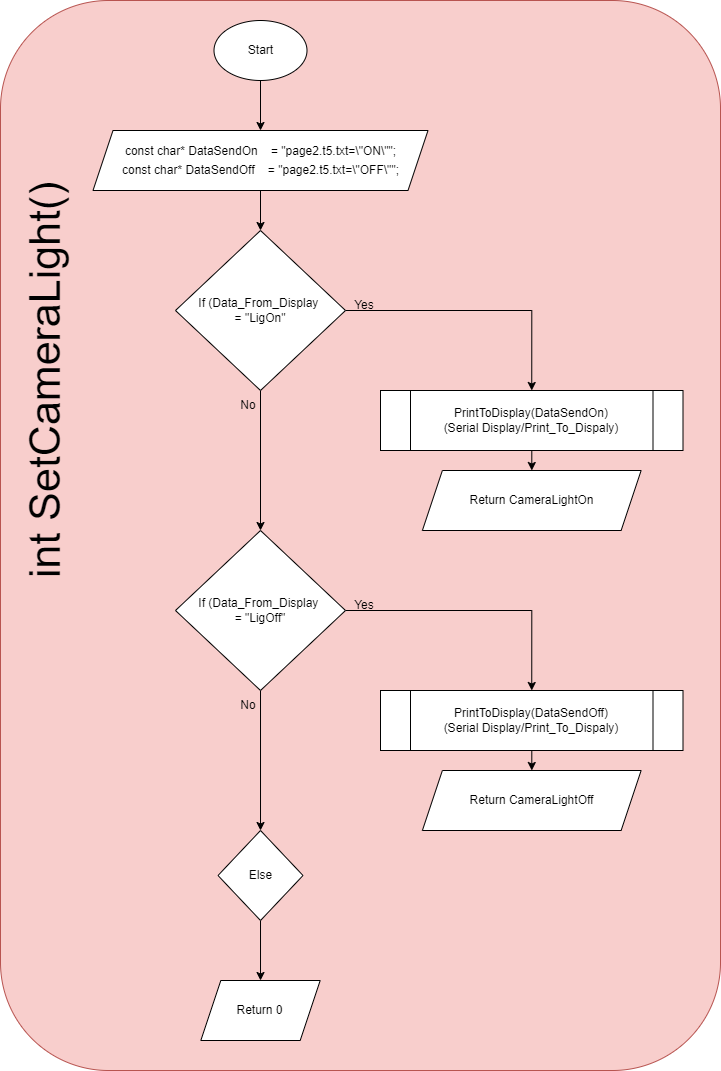 int SetCameraLight()
Start
const char* DataSendOn    = "page2.t5.txt=\"ON\"";
const char* DataSendOff    = "page2.t5.txt=\"OFF\"";
If (Data_From_Display
= "LigOn"
Yes
No
PrintToDisplay(DataSendOn)
(Serial Display/Print_To_Dispaly)
Return CameraLightOn
If (Data_From_Display
= "LigOff"
Yes
No
PrintToDisplay(DataSendOff)
(Serial Display/Print_To_Dispaly)
Return CameraLightOff
Else
Return 0